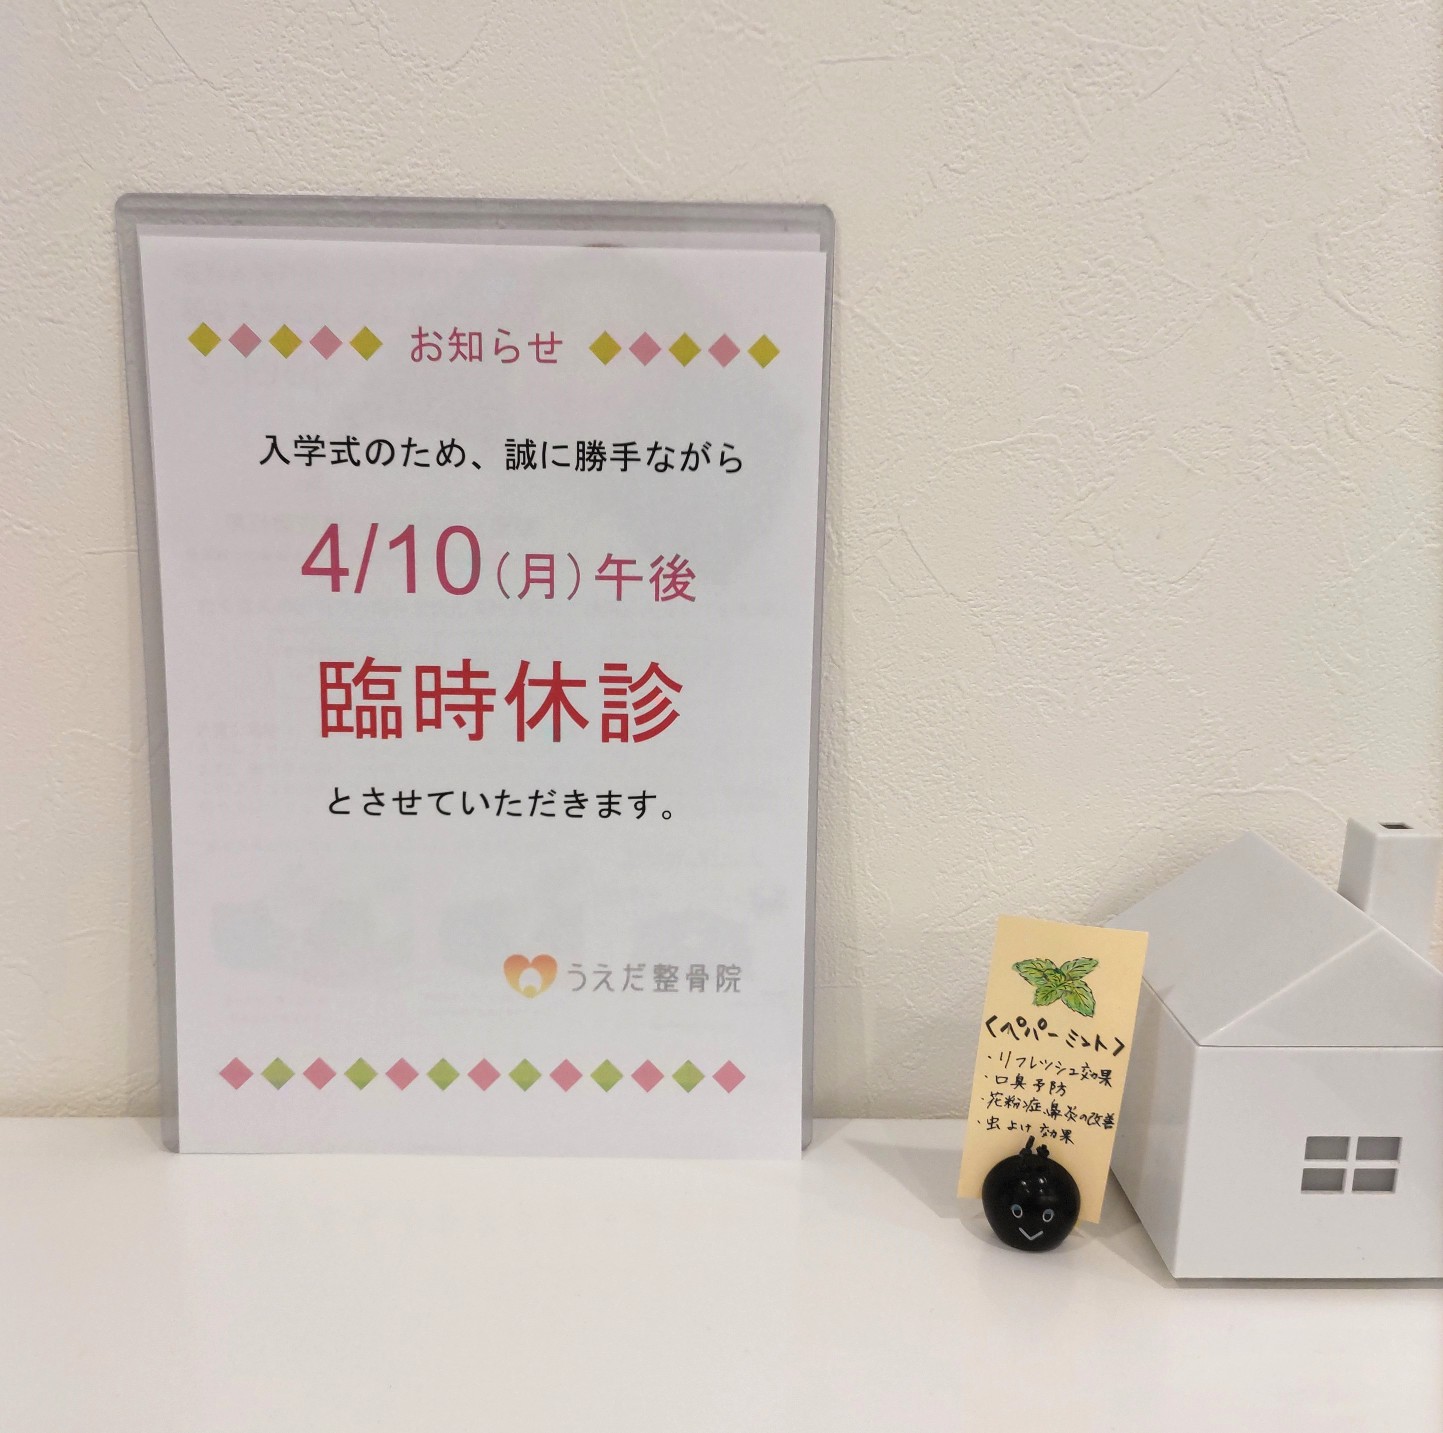 お知らせ
入学式のため、誠に勝手ながら
4/10(月)午後
臨時休診
とさせていただきます。
うえだ整骨院
〈ペパーミント〉
・リフレッシュ効果
・口臭予防
・花粉症、鼻炎の改善
・虫よけ効果